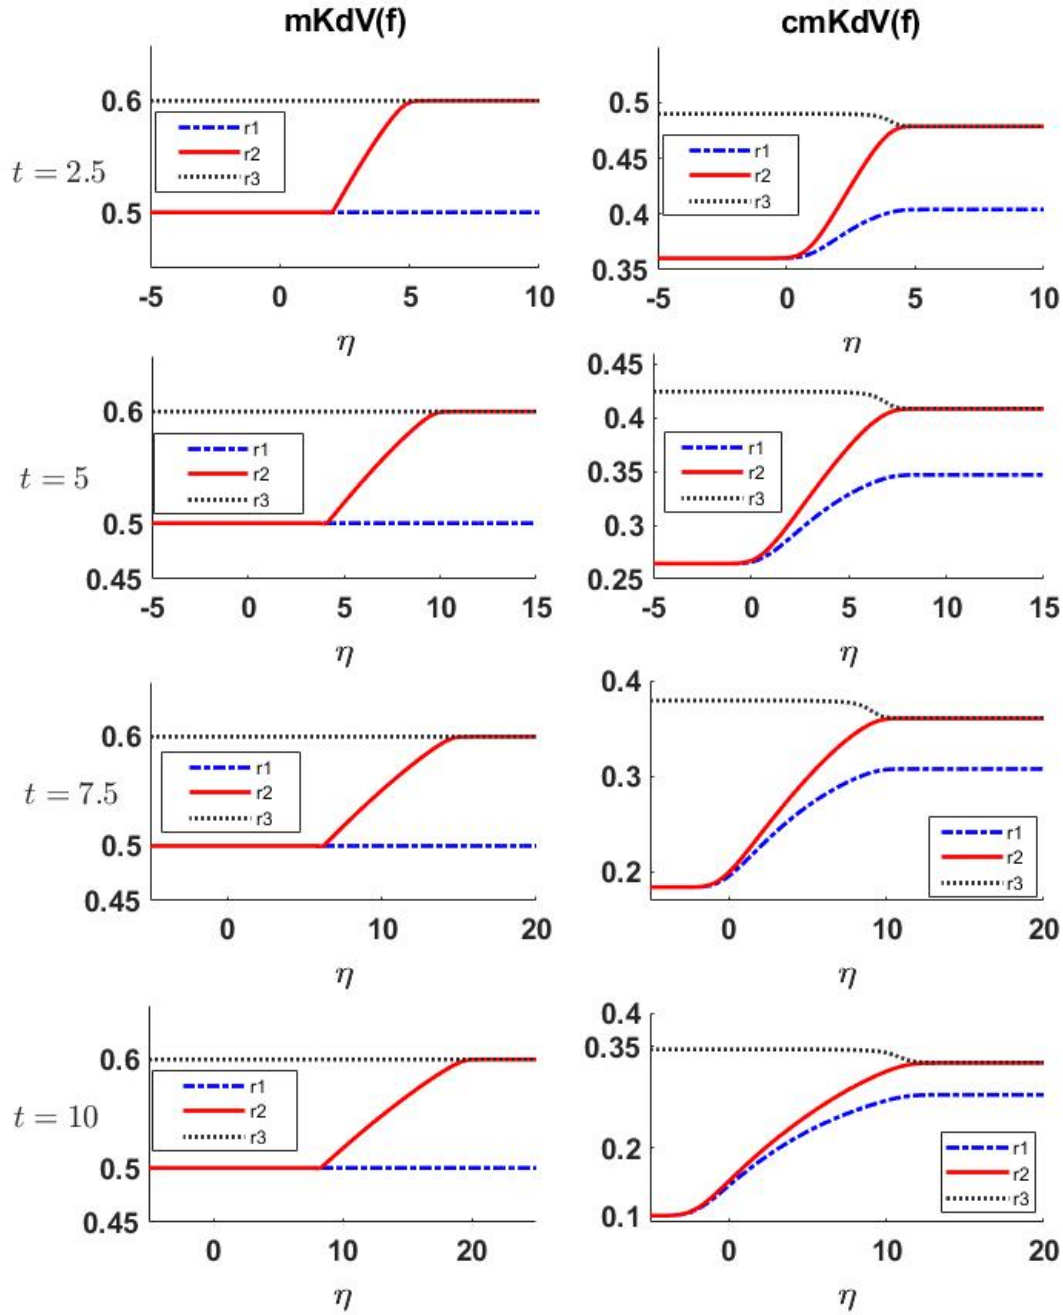 mKdV(f)
cmKdV(f)
t = 2.5
0.6
0.5
r1
r2
r3
-5 0 5 10
η
0.5
0.45
0.4
0.35
r1
r2
r3
-5 0 5 10
η
t = 5
0.6
0.5
0.45
r1
r2
r3
-5 0 5 10 15
η
0.45
0.4
0.35
0.3
0.25
r1
r2
r3
-5 0 5 10 15
η
t = 7.5
0.6
0.5
0.45
r1
r2
r3
0 10 20
η
0.4
0.3
0.2
r1
r2
r3
0 10 20
η
t = 10
0.6
0.5
0.45
r1
r2
r3
0 10 20
η
0.4
0.35
0.2
0.1
r1
r2
r3
0 10 20
η